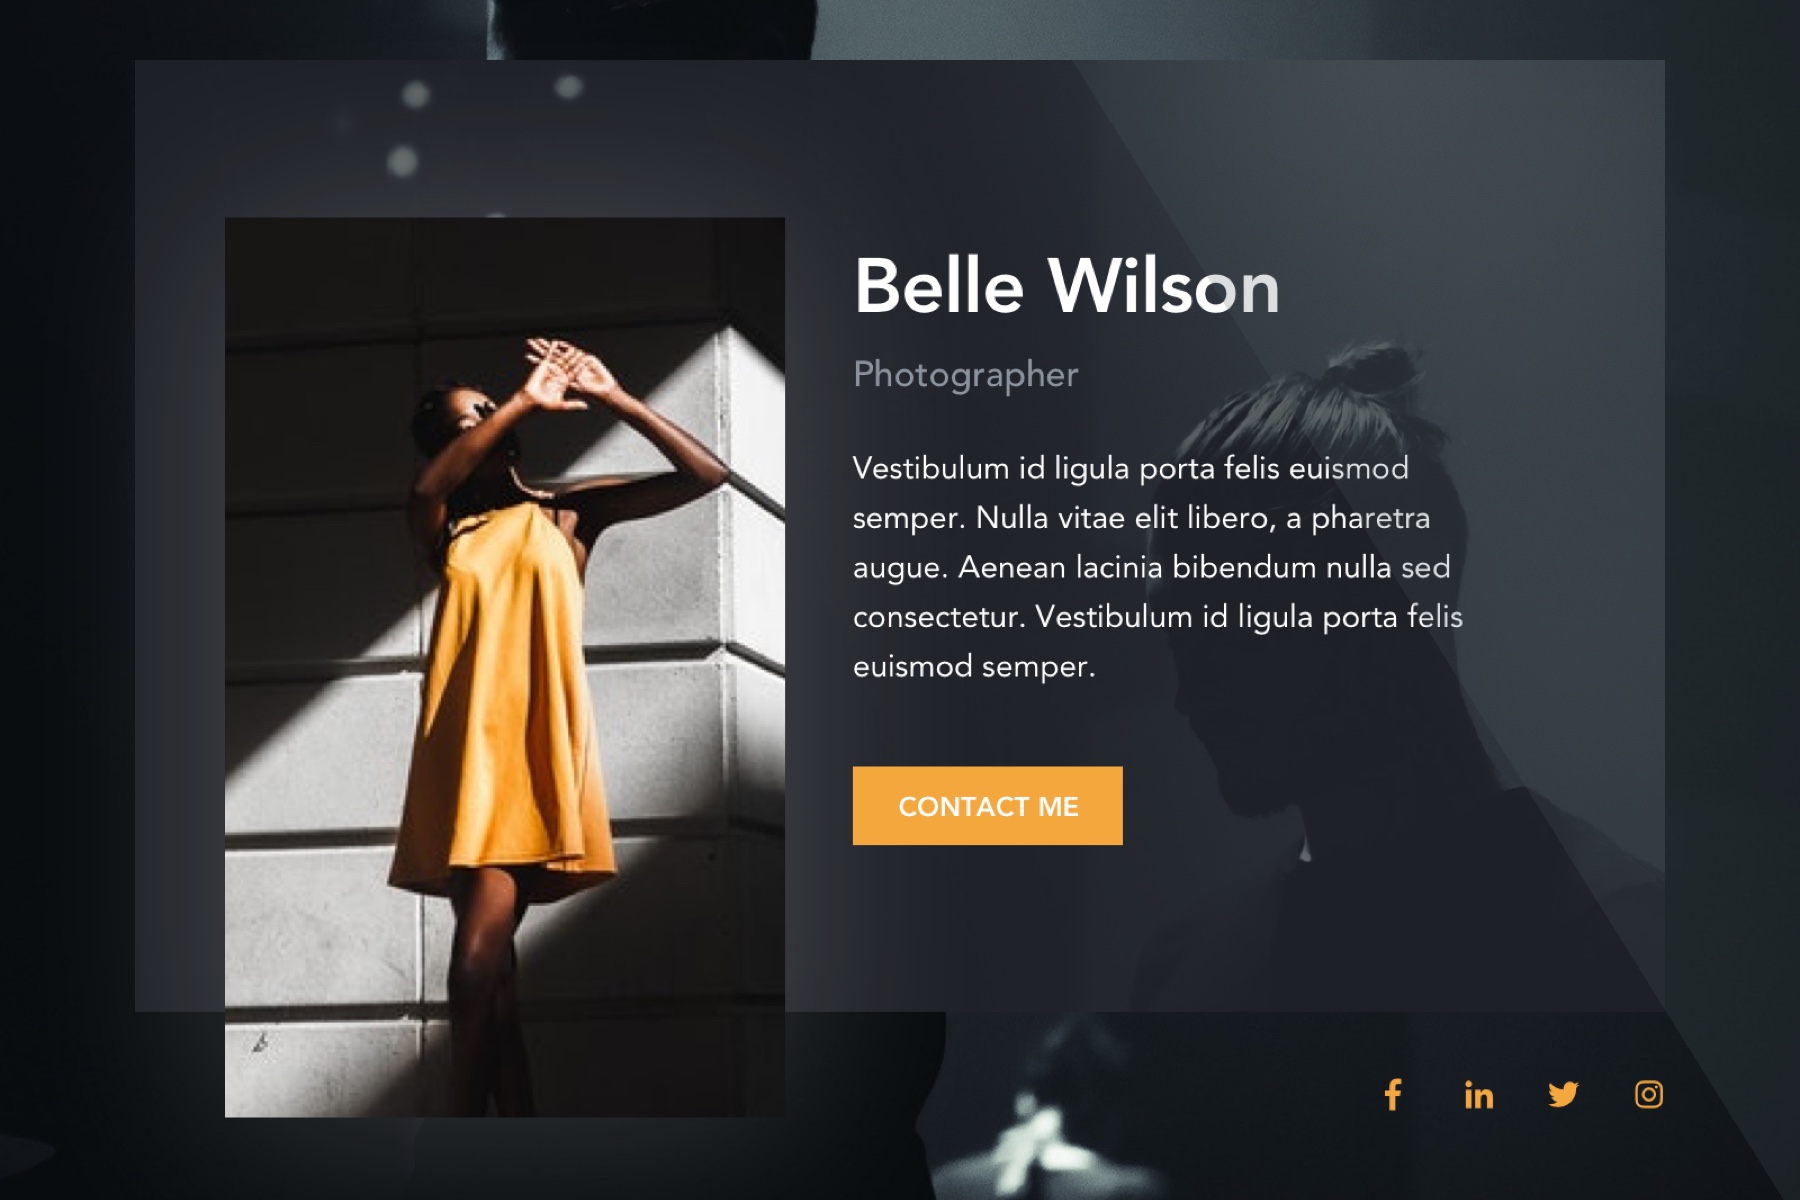 Belle Wilson
Photographer
Vestibulum id ligula porta felis euismod
semper. Nulla vitae elit libero, a pharetra
augue. Aenean lacinia bibendum nulla sed
consectetur. Vestibulum id ligula porta felis
euismod semper.
CONTACT ME